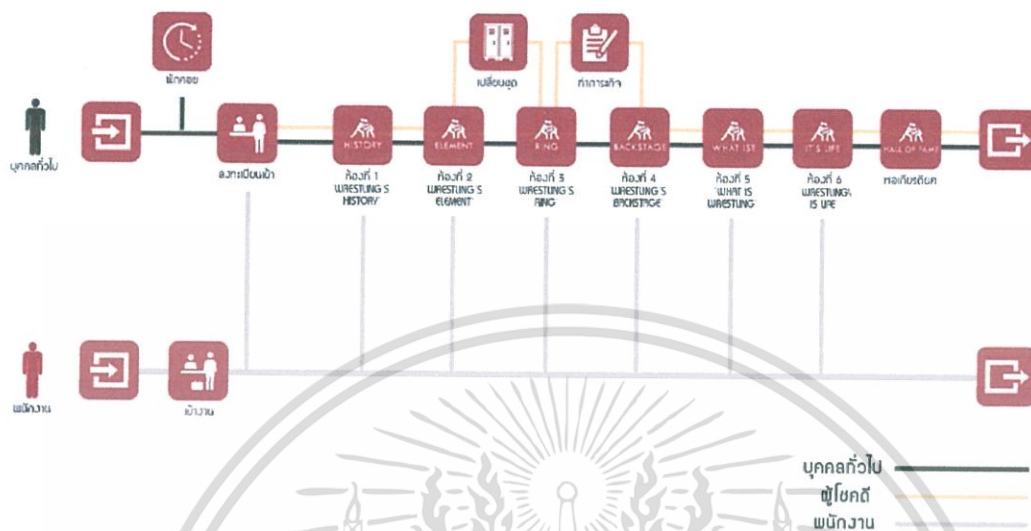 พักคอย
เปลี่ยนชุด
ทำภาระกิจ
บุคคลทั่วไป
HISTORY
ELEMENT
RING
BACKSTAGE
WHAT IS?
IT'S LIFE
HALL OF FAME
ลงทะเบียนเข้า
ห้องที่ 1
WRESTLING'S
HISTORY'
ห้องที่ 2
WRESTLING'S
ELEMENT'
ห้องที่ 3
WRESTLING'S
RING
ห้องที่ 4
WRESTLING'S
BACKSTAGE'
ห้องที่ 5
'WHAT IS
WRESTLING'
ห้องที่ 6
WRESTLING
IS LIFE
หอเกียรติยศ
พนักงาน
เข้างาน
บุคคลทั่วไป
ผู้โชคดี
พนักงาน